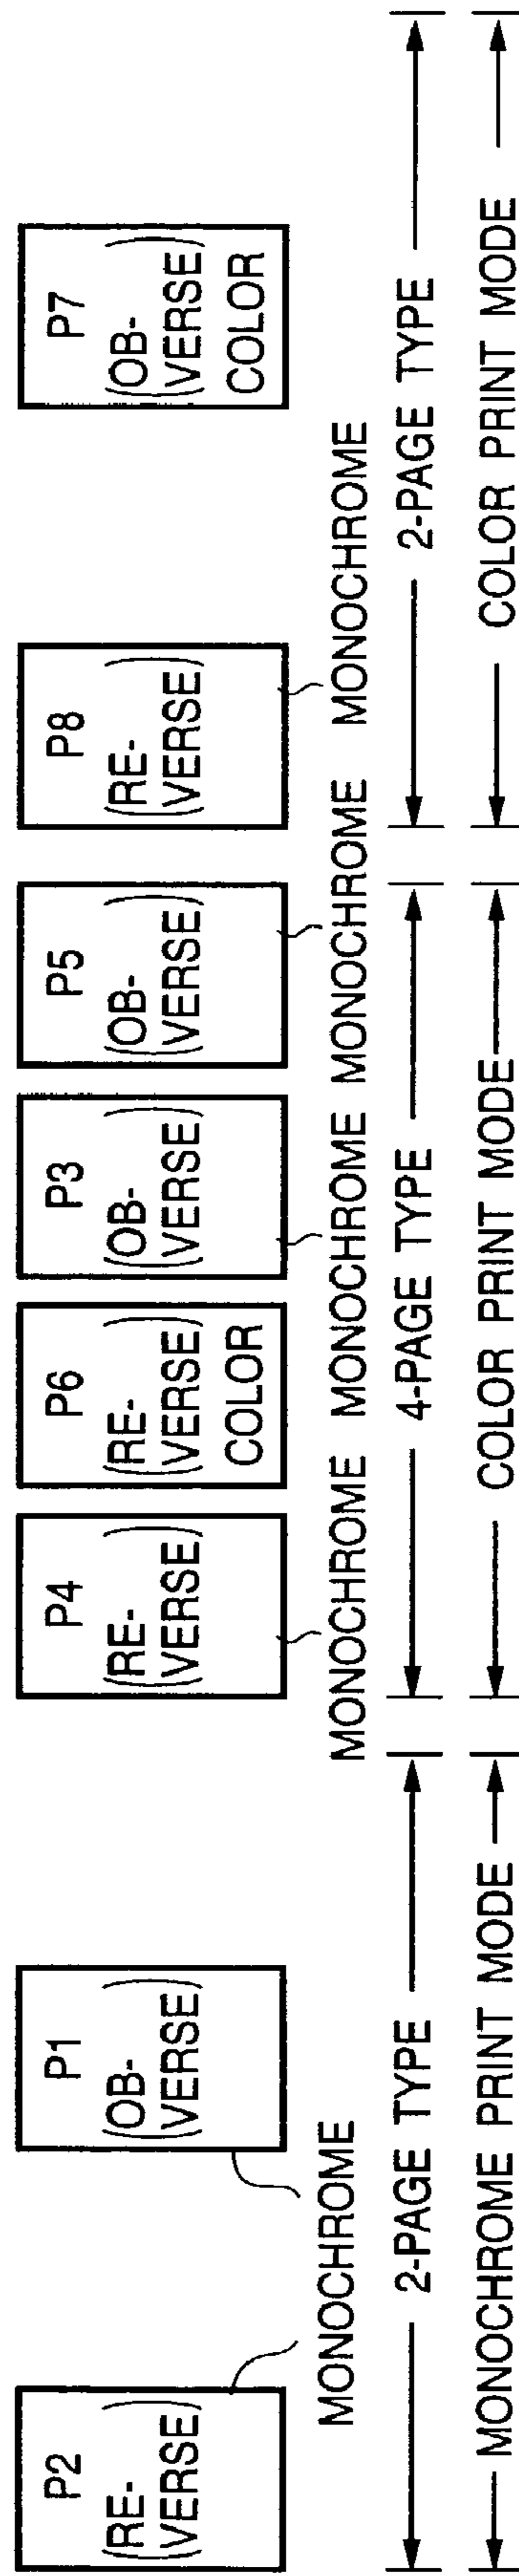 P2
(RE-
VERSE)
P1
(OB-
VERSE)
P4
(RE-
VERSE)
P6
(RE-
VERSE)
COLOR
P3
(OB-
VERSE)
P5
(OB-
VERSE)
P8
(RE-
VERSE)
P7
(OB-
VERSE)
COLOR
MONOCHROME
MONOCHROME MONOCHROME MONOCHROME MONOCHROME
2-PAGE TYPE
4-PAGE TYPE
2-PAGE TYPE
MONOCHROME PRINT MODE
COLOR PRINT MODE
COLOR PRINT MODE